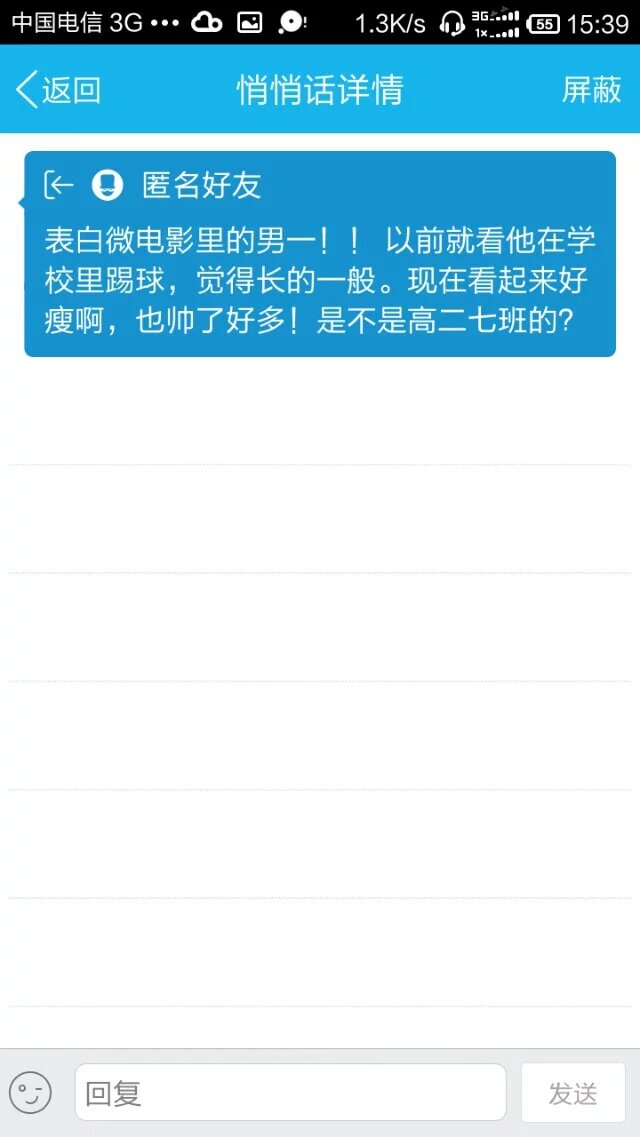 中国电信 3G ••• 1.3K/s 3G 1x 55 15:39
返回 悄悄话详情 屏蔽
匿名好友
表白微电影里的男一！！ 以前就看他在学
校里踢球，觉得长的一般。现在看起来好
瘦啊，也帅了好多！是不是高二七班的？
回复 发送